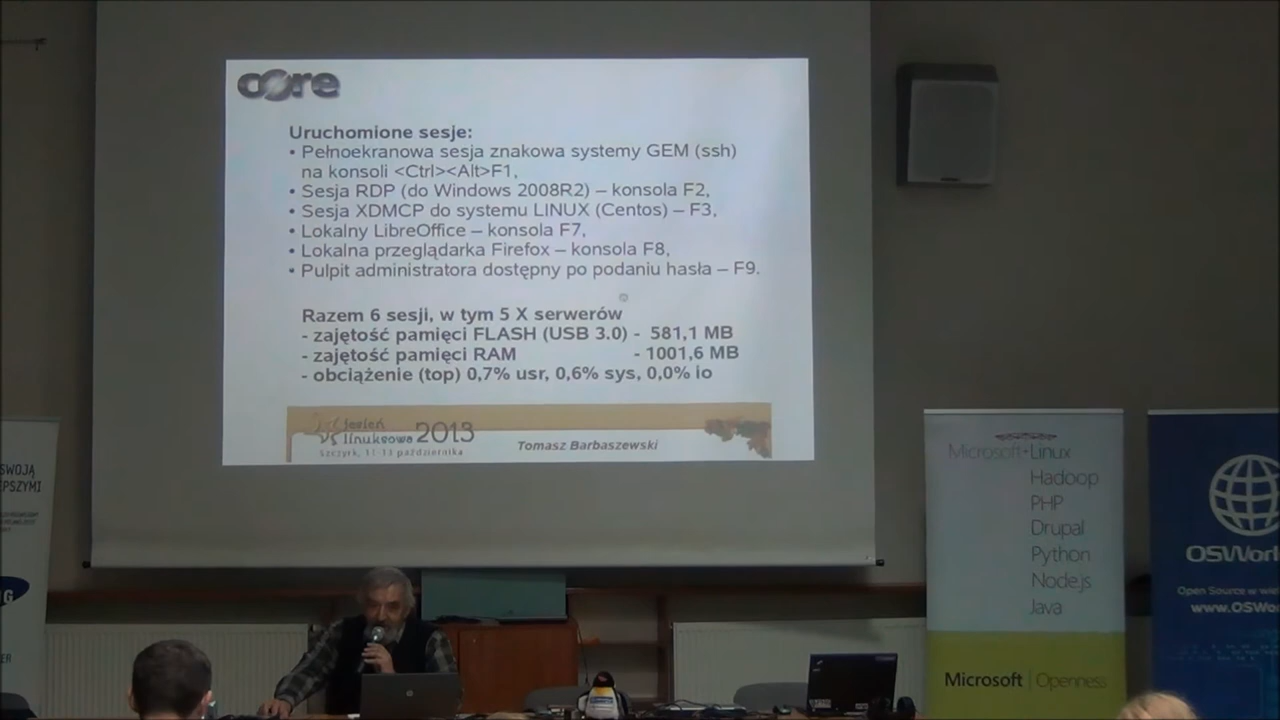 core
Uruchomione sesje:
• Pełnoekranowa sesja znakowa systemy GEM (ssh)
na konsoli <Ctrl><Alt>F1,
• Sesja RDP (do Windows 2008R2) – konsola F2,
• Sesja XDMCP do systemu LINUX (Centos) – F3,
• Lokalny LibreOffice – konsola F7,
• Lokalna przeglądarka Firefox – konsola F8,
• Pulpit administratora dostępny po podaniu hasła – F9.
Razem 6 sesji, w tym 5 X serwerów
- zajętość pamięci FLASH (USB 3.0) - 581,1 MB
- zajętość pamięci RAM - 1001,6 MB
- obciążenie (top) 0,7% usr, 0,6% sys, 0,0% io
jesień
linuksowa 2013
Szczyrk, 11-13 października
Tomasz Barbaszewski
SWOJĄ
Microsoft • Linux
Hadoop
PHP
Drupal
Python
Nodejs
Java
Microsoft | Openness
OSWor
Open Source w wi
www.OSWo